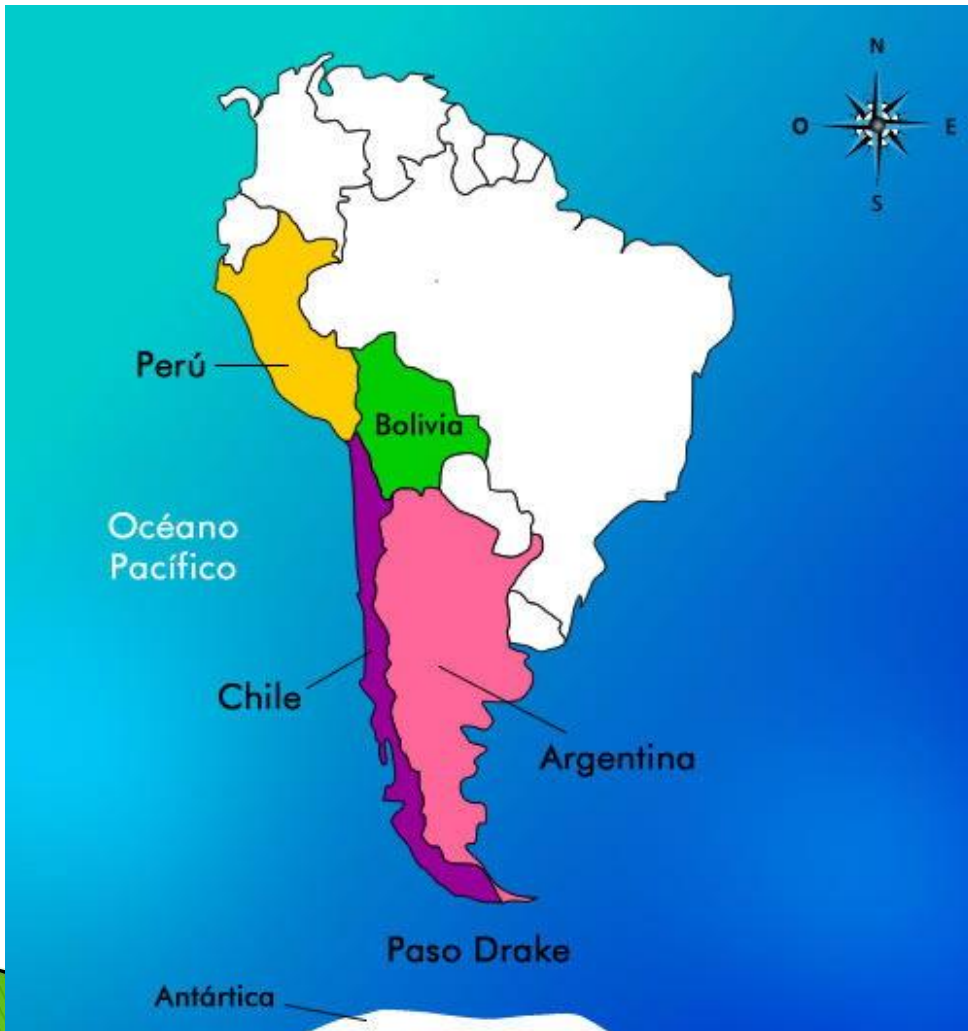 N
O E
S
Perú
Bolivia
Océano
Pacífico
Chile
Argentina
Paso Drake
Antártica